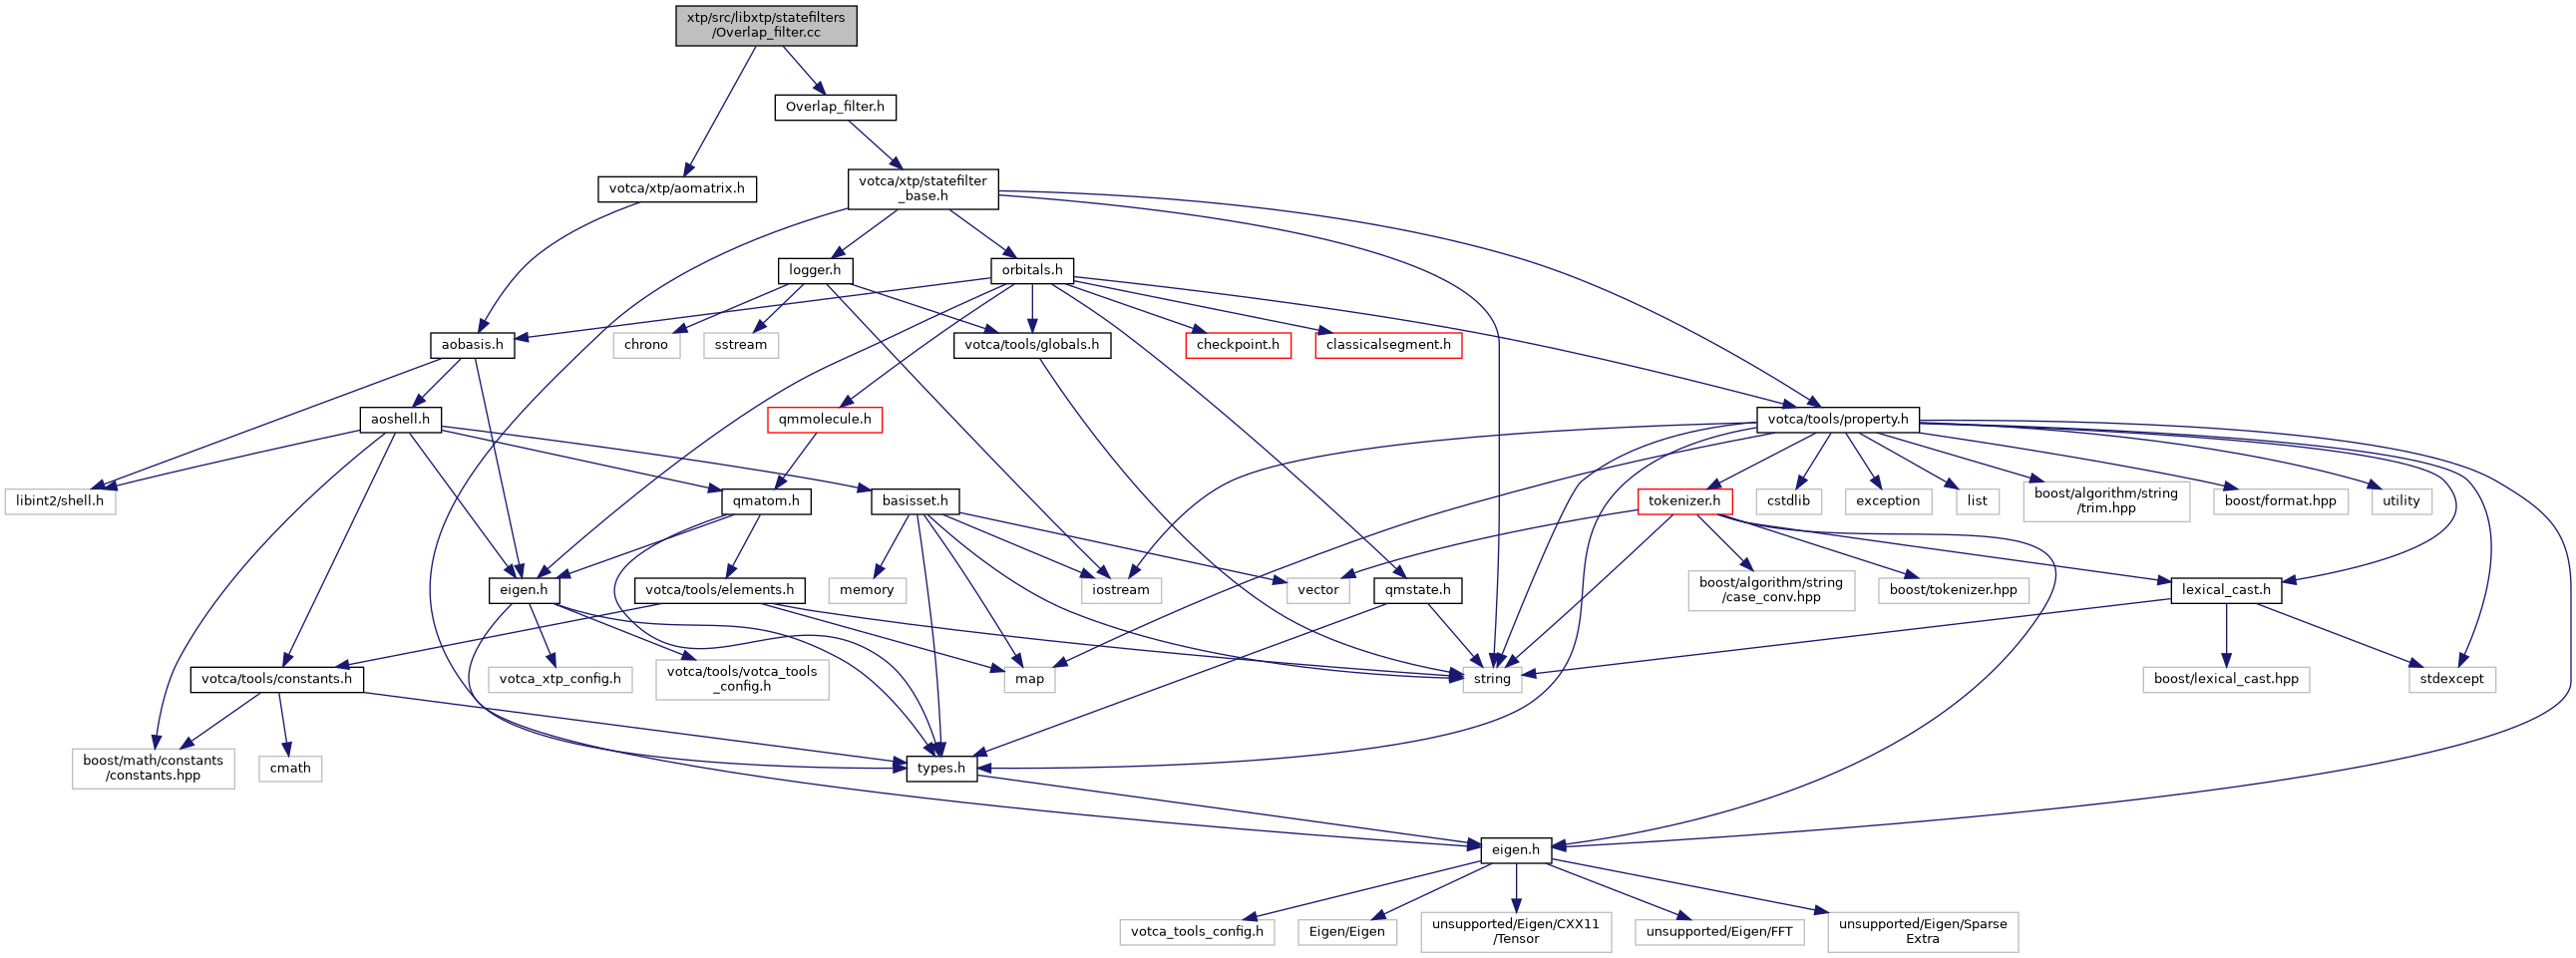 xtp/src/libxtp/statefilters
/Overlap_filter.cc
Overlap_filter.h
votca/xtp/aomatrix.h
votca/xtp/statefilter
_base.h
logger.h
orbitals.h
aobasis.h
chrono
sstream
votca/tools/globals.h
checkpoint.h
classicalsegment.h
aoshell.h
qmmolecule.h
votca/tools/property.h
libint2/shell.h
qmatom.h
basisset.h
tokenizer.h
cstdlib
exception
list
boost/algorithm/string
/trim.hpp
boost/format.hpp
utility
eigen.h
votca/tools/elements.h
memory
iostream
vector
qmstate.h
boost/algorithm/string
/case_conv.hpp
boost/tokenizer.hpp
lexical_cast.h
votca/tools/constants.h
votca_xtp_config.h
votca/tools/votca_tools
_config.h
map
string
boost/lexical_cast.hpp
stdexcept
boost/math/constants
/constants.hpp
cmath
types.h
eigen.h
votca_tools_config.h
Eigen/Eigen
unsupported/Eigen/CXX11
/Tensor
unsupported/Eigen/FFT
unsupported/Eigen/Sparse
Extra